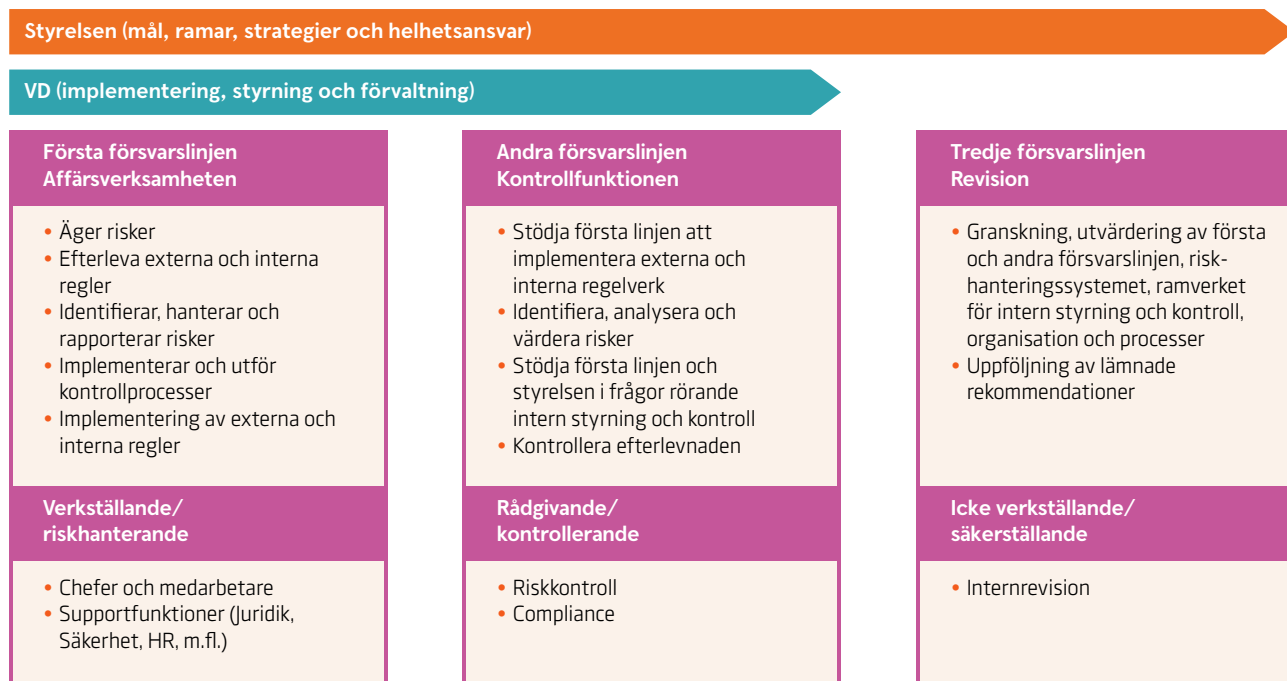 Styrelsen (mål, ramar, strategier och helhetsansvar)
VD (implementering, styrning och förvaltning)
Första försvarslinjen
Affärsverksamheten
• Äger risker
• Efterleva externa och interna
regler
• Identifierar, hanterar och
rapporterar risker
• Implementerar och utför
kontrollprocesser
• Implementering av externa och
interna regler
Verkställande/
riskhanterande
• Chefer och medarbetare
• Supportfunktioner (Juridik,
Säkerhet, HR, m.fl.)
Andra försvarslinjen
Kontrollfunktionen
• Stödja första linjen att
implementera externa och
interna regelverk
• Identifiera, analysera och
värdera risker
• Stödja första linjen och
styrelsen i frågor rörande
intern styrning och kontroll
• Kontrollera efterlevnaden
Rådgivande/
kontrollerande
• Riskkontroll
• Compliance
Tredje försvarslinjen
Revision
• Granskning, utvärdering av första
och andra försvarslinjen, risk-
hanteringssystemet, ramverket
för intern styrning och kontroll,
organisation och processer
• Uppföljning av lämnade
rekommendationer
Icke verkställande/
säkerställande
• Internrevision